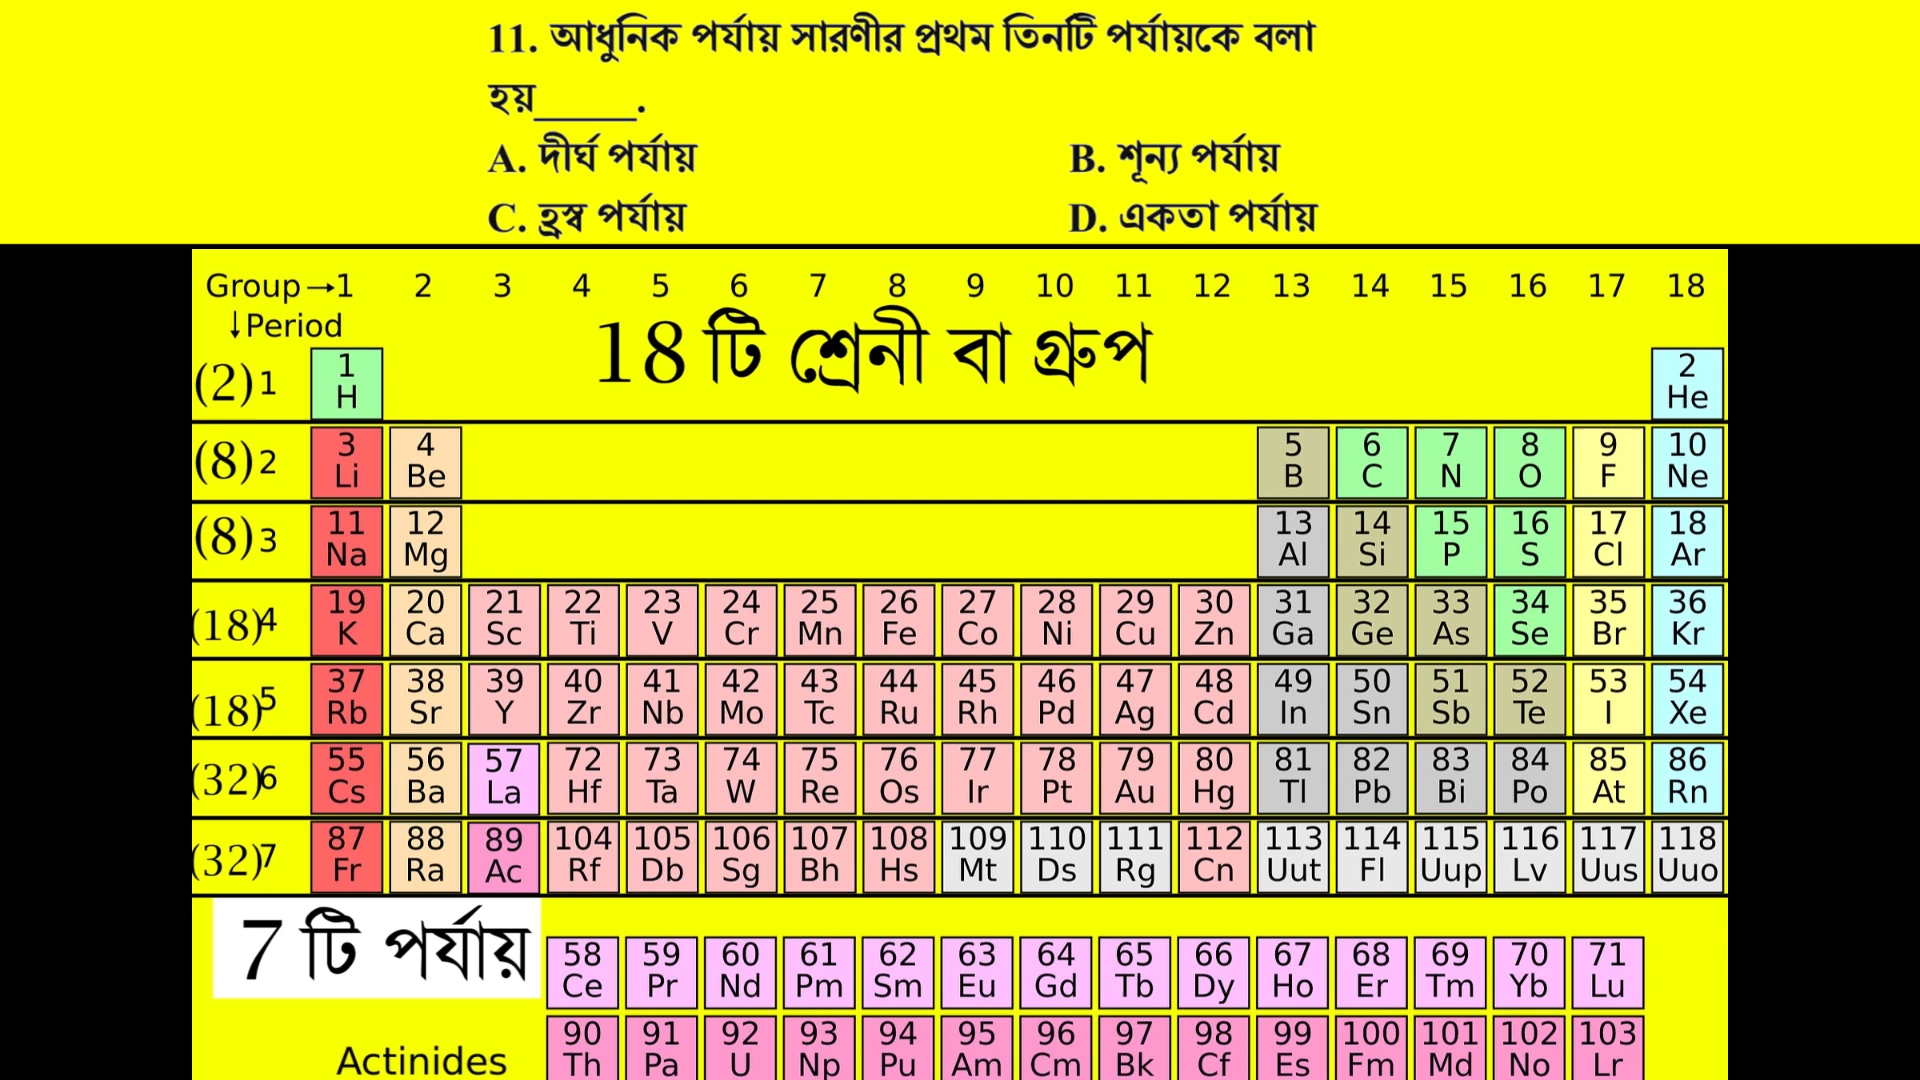 11. আধুনিক পর্যায় সারণীর প্রথম তিনটি পর্যায়কে বলা
হয়_____.
A. দীর্ঘ পর্যায় B. শূন্য পর্যায়
C. হ্রস্ব পর্যায় D. একতা পর্যায়
Group →1 2 3 4 5 6 7 8 9 10 11 12 13 14 15 16 17 18
↓Period
18 টি শ্রেনী বা গ্রুপ
(2) 1 1 2
H He
(8) 2 3 4 5 6 7 8 9 10
Li Be B C N O F Ne
(8) 3 11 12 13 14 15 16 17 18
Na Mg Al Si P S Cl Ar
(18) 4 19 20 21 22 23 24 25 26 27 28 29 30 31 32 33 34 35 36
K Ca Sc Ti V Cr Mn Fe Co Ni Cu Zn Ga Ge As Se Br Kr
(18) 5 37 38 39 40 41 42 43 44 45 46 47 48 49 50 51 52 53 54
Rb Sr Y Zr Nb Mo Tc Ru Rh Pd Ag Cd In Sn Sb Te I Xe
(32) 6 55 56 57 72 73 74 75 76 77 78 79 80 81 82 83 84 85 86
Cs Ba La Hf Ta W Re Os Ir Pt Au Hg Tl Pb Bi Po At Rn
(32) 7 87 88 89 104 105 106 107 108 109 110 111 112 113 114 115 116 117 118
Fr Ra Ac Rf Db Sg Bh Hs Mt Ds Rg Cn Uut Fl Uup Lv Uus Uuo
7 টি পর্যায়
58 59 60 61 62 63 64 65 66 67 68 69 70 71
Ce Pr Nd Pm Sm Eu Gd Tb Dy Ho Er Tm Yb Lu
90 91 92 93 94 95 96 97 98 99 100 101 102 103
Actinides Th Pa U Np Pu Am Cm Bk Cf Es Fm Md No Lr